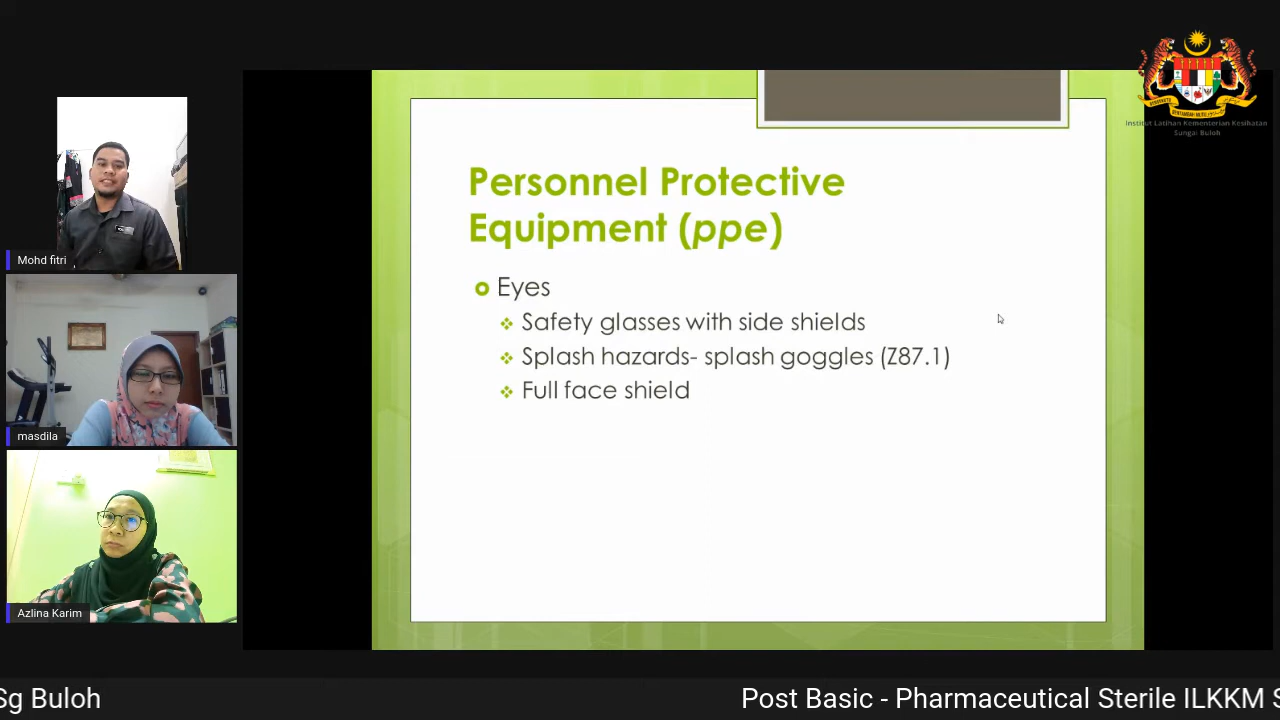 Institut Latihan Kementerian Kesihatan
Sungai Buloh
Personnel Protective
Equipment (ppe)
Eyes
Safety glasses with side shields
Splash hazards- splash goggles (Z87.1)
Full face shield
Mohd fitri
masdila
Azlina Karim
Sg Buloh
Post Basic - Pharmaceutical Sterile ILKKM S